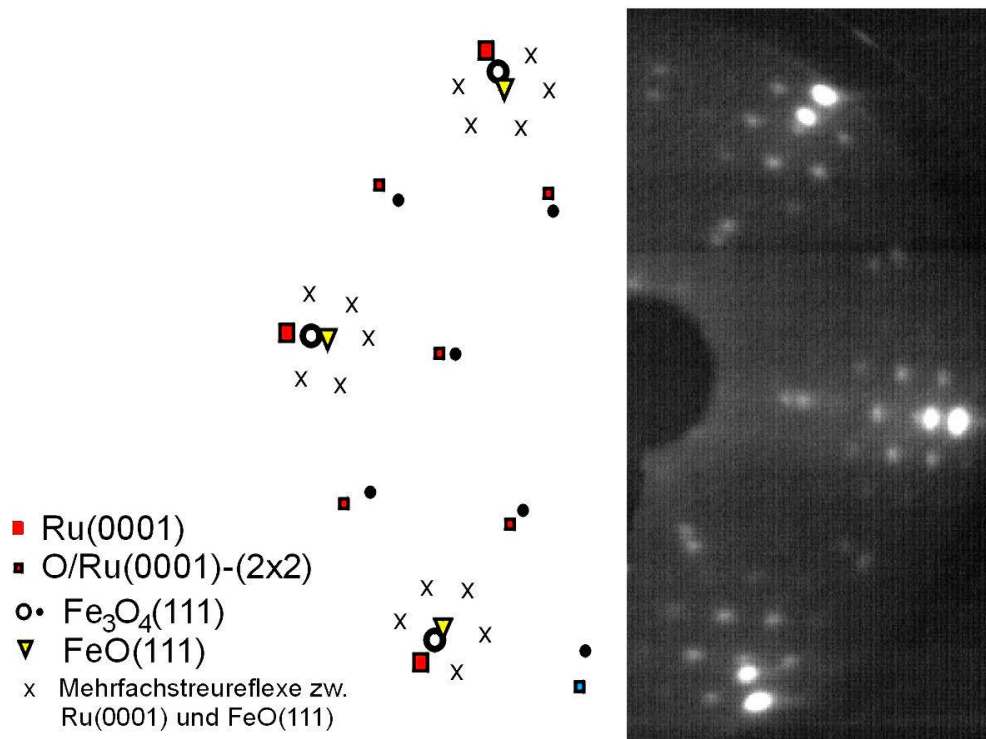 Ru(0001)
O/Ru(0001)-(2x2)
Fe3O4(111)
FeO(111)
x Mehrfachstreureflexe zw.
Ru(0001) und FeO(111)